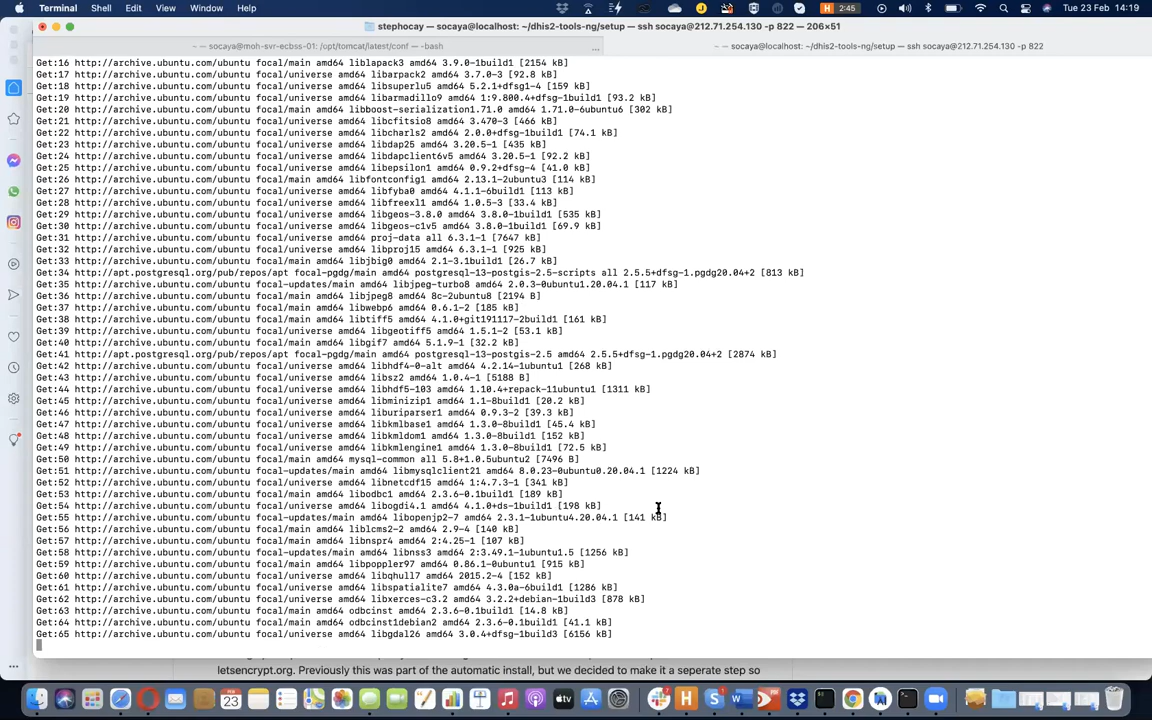 Terminal Shell Edit View Window Help H 2:45 Tue 23 Feb 14:19
stephocay — socaya@localhost: ~/dhis2-tools-ng/setup — ssh socaya@212.71.254.130 -p 822 — 206×51
~ — socaya@moh-svr-ecbss-01: /opt/tomcat/latest/conf — -bash ... ~ — socaya@localhost: ~/dhis2-tools-ng/setup — ssh socaya@212.71.254.130 -p 822
Get:16 http://archive.ubuntu.com/ubuntu focal/main amd64 liblapack3 amd64 3.9.0-1build1 [2154 kB]
Get:17 http://archive.ubuntu.com/ubuntu focal/universe amd64 libarpack2 amd64 3.7.0-3 [92.8 kB]
Get:18 http://archive.ubuntu.com/ubuntu focal/universe amd64 libsuperlu5 amd64 5.2.1+dfsg1-4 [159 kB]
Get:19 http://archive.ubuntu.com/ubuntu focal/universe amd64 libarmadillo9 amd64 1:9.800.4+dfsg-1build1 [93.2 kB]
Get:20 http://archive.ubuntu.com/ubuntu focal/main amd64 libboost-serialization1.71.0 amd64 1.71.0-6ubuntu6 [302 kB]
Get:21 http://archive.ubuntu.com/ubuntu focal/universe amd64 libcfitsio8 amd64 3.470-3 [466 kB]
Get:22 http://archive.ubuntu.com/ubuntu focal/universe amd64 libcharls2 amd64 2.0.0+dfsg-1build1 [74.1 kB]
Get:23 http://archive.ubuntu.com/ubuntu focal/universe amd64 libdap25 amd64 3.20.5-1 [435 kB]
Get:24 http://archive.ubuntu.com/ubuntu focal/universe amd64 libdapclient6v5 amd64 3.20.5-1 [92.2 kB]
Get:25 http://archive.ubuntu.com/ubuntu focal/universe amd64 libepsilon1 amd64 0.9.2+dfsg-4 [41.0 kB]
Get:26 http://archive.ubuntu.com/ubuntu focal/main amd64 libfontconfig1 amd64 2.13.1-2ubuntu3 [114 kB]
Get:27 http://archive.ubuntu.com/ubuntu focal/universe amd64 libfyba0 amd64 4.1.1-6build1 [113 kB]
Get:28 http://archive.ubuntu.com/ubuntu focal/universe amd64 libfreexl1 amd64 1.0.5-3 [33.4 kB]
Get:29 http://archive.ubuntu.com/ubuntu focal/universe amd64 libgeos-3.8.0 amd64 3.8.0-1build1 [535 kB]
Get:30 http://archive.ubuntu.com/ubuntu focal/universe amd64 libgeos-c1v5 amd64 3.8.0-1build1 [69.9 kB]
Get:31 http://archive.ubuntu.com/ubuntu focal/universe amd64 proj-data all 6.3.1-1 [7647 kB]
Get:32 http://archive.ubuntu.com/ubuntu focal/universe amd64 libproj15 amd64 6.3.1-1 [925 kB]
Get:33 http://archive.ubuntu.com/ubuntu focal/main amd64 libjbig0 amd64 2.1-3.1build1 [26.7 kB]
Get:34 http://apt.postgresql.org/pub/repos/apt focal-pgdg/main amd64 postgresql-13-postgis-2.5-scripts all 2.5.5+dfsg-1.pgdg20.04+2 [813 kB]
Get:35 http://archive.ubuntu.com/ubuntu focal-updates/main amd64 libjpeg-turbo8 amd64 2.0.3-0ubuntu1.20.04.1 [117 kB]
Get:36 http://archive.ubuntu.com/ubuntu focal/main amd64 libjpeg8 amd64 8c-2ubuntu8 [2194 B]
Get:37 http://archive.ubuntu.com/ubuntu focal/main amd64 libwebp6 amd64 0.6.1-2 [185 kB]
Get:38 http://archive.ubuntu.com/ubuntu focal/main amd64 libtiff5 amd64 4.1.0+git191117-2build1 [161 kB]
Get:39 http://archive.ubuntu.com/ubuntu focal/universe amd64 libgeotiff5 amd64 1.5.1-2 [53.1 kB]
Get:40 http://archive.ubuntu.com/ubuntu focal/main amd64 libgif7 amd64 5.1.9-1 [32.2 kB]
Get:41 http://apt.postgresql.org/pub/repos/apt focal-pgdg/main amd64 postgresql-13-postgis-2.5 amd64 2.5.5+dfsg-1.pgdg20.04+2 [2874 kB]
Get:42 http://archive.ubuntu.com/ubuntu focal/universe amd64 libhdf4-0-alt amd64 4.2.14-1ubuntu1 [268 kB]
Get:43 http://archive.ubuntu.com/ubuntu focal/universe amd64 libsz2 amd64 1.0.4-1 [5188 B]
Get:44 http://archive.ubuntu.com/ubuntu focal/universe amd64 libhdf5-103 amd64 1.10.4+repack-11ubuntu1 [1311 kB]
Get:45 http://archive.ubuntu.com/ubuntu focal/universe amd64 libminizip1 amd64 1.1-8build1 [20.2 kB]
Get:46 http://archive.ubuntu.com/ubuntu focal/universe amd64 liburiparser1 amd64 0.9.3-2 [39.3 kB]
Get:47 http://archive.ubuntu.com/ubuntu focal/universe amd64 libkmlbase1 amd64 1.3.0-8build1 [45.4 kB]
Get:48 http://archive.ubuntu.com/ubuntu focal/universe amd64 libkmldom1 amd64 1.3.0-8build1 [152 kB]
Get:49 http://archive.ubuntu.com/ubuntu focal/universe amd64 libkmlengine1 amd64 1.3.0-8build1 [72.5 kB]
Get:50 http://archive.ubuntu.com/ubuntu focal/main amd64 mysql-common all 5.8+1.0.5ubuntu2 [7496 B]
Get:51 http://archive.ubuntu.com/ubuntu focal-updates/main amd64 libmysqlclient21 amd64 8.0.23-0ubuntu0.20.04.1 [1224 kB]
Get:52 http://archive.ubuntu.com/ubuntu focal/universe amd64 libnetcdf15 amd64 1:4.7.3-1 [341 kB]
Get:53 http://archive.ubuntu.com/ubuntu focal/main amd64 libodbc1 amd64 2.3.6-0.1build1 [189 kB]
Get:54 http://archive.ubuntu.com/ubuntu focal/universe amd64 libogdi4.1 amd64 4.1.0+ds-1build1 [198 kB]
Get:55 http://archive.ubuntu.com/ubuntu focal-updates/main amd64 libopenjp2-7 amd64 2.3.1-1ubuntu4.20.04.1 [141 kB]
Get:56 http://archive.ubuntu.com/ubuntu focal/main amd64 liblcms2-2 amd64 2.9-4 [140 kB]
Get:57 http://archive.ubuntu.com/ubuntu focal/main amd64 libnspr4 amd64 2:4.25-1 [107 kB]
Get:58 http://archive.ubuntu.com/ubuntu focal-updates/main amd64 libnss3 amd64 2:3.49.1-1ubuntu1.5 [1256 kB]
Get:59 http://archive.ubuntu.com/ubuntu focal/main amd64 libpoppler97 amd64 0.86.1-0ubuntu1 [915 kB]
Get:60 http://archive.ubuntu.com/ubuntu focal/universe amd64 libqhull7 amd64 2015.2-4 [152 kB]
Get:61 http://archive.ubuntu.com/ubuntu focal/universe amd64 libspatialite7 amd64 4.3.0a-6build1 [1286 kB]
Get:62 http://archive.ubuntu.com/ubuntu focal/universe amd64 libxerces-c3.2 amd64 3.2.2+debian-1build3 [878 kB]
Get:63 http://archive.ubuntu.com/ubuntu focal/main amd64 odbcinst amd64 2.3.6-0.1build1 [14.8 kB]
Get:64 http://archive.ubuntu.com/ubuntu focal/main amd64 odbcinst1debian2 amd64 2.3.6-0.1build1 [41.1 kB]
Get:65 http://archive.ubuntu.com/ubuntu focal/universe amd64 libgdal26 amd64 3.0.4+dfsg-1build3 [6156 kB]
letsencrypt.org. Previously this was part of the automatic install, but we decided to make it a seperate step so